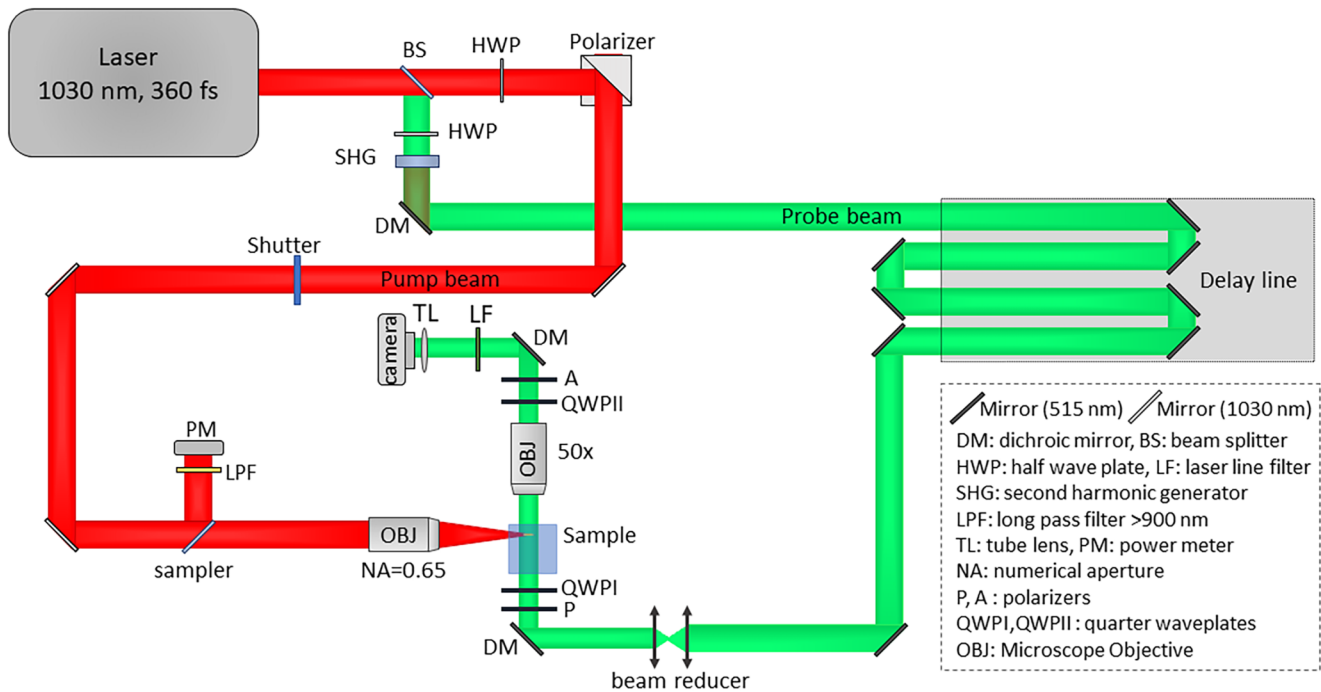 Laser
1030 nm, 360 fs
BS
HWP
Polarizer
HWP
SHG
DM
Probe beam
Shutter
Pump beam
Delay line
TL
LF
DM
camera
A
QWPII
PM
LPF
OBJ
50x
OBJ
Sample
sampler
NA=0.65
QWPI
P
DM
beam reducer
Mirror (515 nm) Mirror (1030 nm)
DM: dichroic mirror, BS: beam splitter
HWP: half wave plate, LF: laser line filter
SHG: second harmonic generator
LPF: long pass filter >900 nm
TL: tube lens, PM: power meter
NA: numerical aperture
P, A : polarizers
QWPI,QWPII : quarter waveplates
OBJ: Microscope Objective